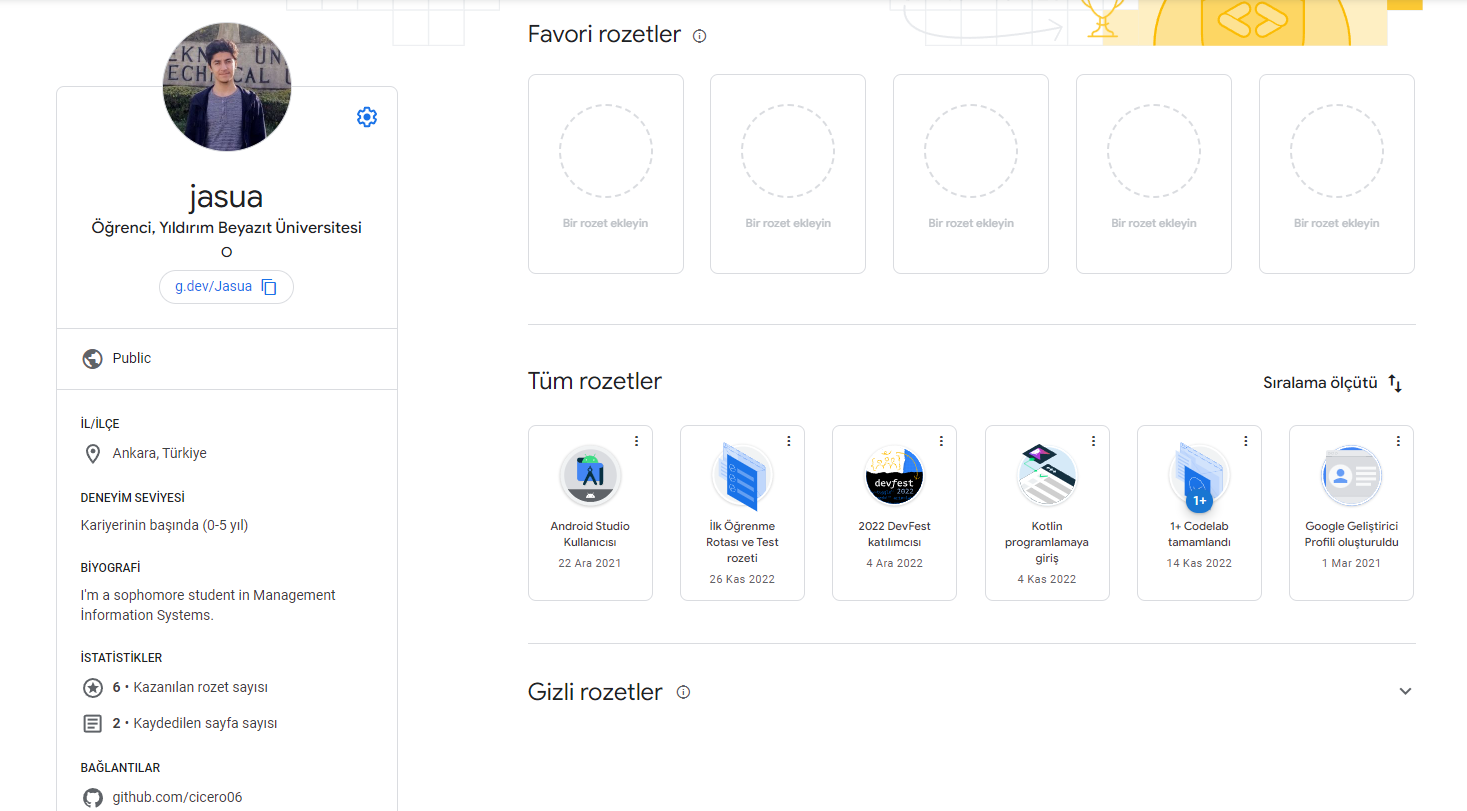 EKNİK ÜN
TECHNICAL U
jasua
Öğrenci, Yıldırım Beyazıt Üniversitesi
O
g.dev/Jasua
Public
İL/İLÇE
Ankara, Türkiye
DENEYİM SEVİYESİ
Kariyerinin başında (0-5 yıl)
BİYOGRAFİ
I'm a sophomore student in Management
İnformation Systems.
İSTATİSTİKLER
6 • Kazanılan rozet sayısı
2 • Kaydedilen sayfa sayısı
BAĞLANTILAR
github.com/cicero06
Favori rozetler
Bir rozet ekleyin
Bir rozet ekleyin
Bir rozet ekleyin
Bir rozet ekleyin
Bir rozet ekleyin
Tüm rozetler
Sıralama ölçütü
Android Studio
Kullanıcısı
22 Ara 2021
İlk Öğrenme
Rotası ve Test
rozeti
26 Kas 2022
devfest
2022
2022 DevFest
katılımcısı
4 Ara 2022
Kotlin
programlamaya
giriş
4 Kas 2022
1+
1+ Codelab
tamamlandı
14 Kas 2022
Google Geliştirici
Profili oluşturuldu
1 Mar 2021
Gizli rozetler